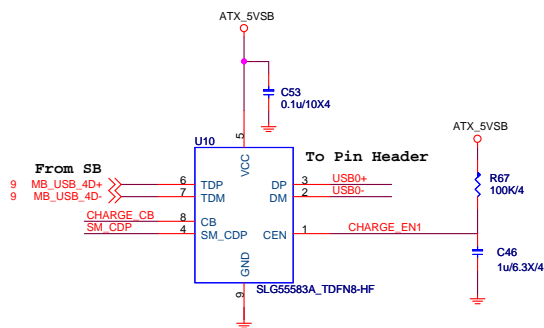 ATX_5VSB
C53
0.1u/10X4
U10
5
VCC
ATX_5VSB
From SB
To Pin Header
9 MB_USB_4D+ 6 TDP DP 3 USB0+
9 MB_USB_4D- 7 TDM DM 2 USB0-
R67
100K/4
CHARGE_CB 8 CB
SM_CDP 4 SM_CDP CEN 1 CHARGE_EN1
C46
1u/6.3X/4
GND
9
SLG55583A_TDFN8-HF